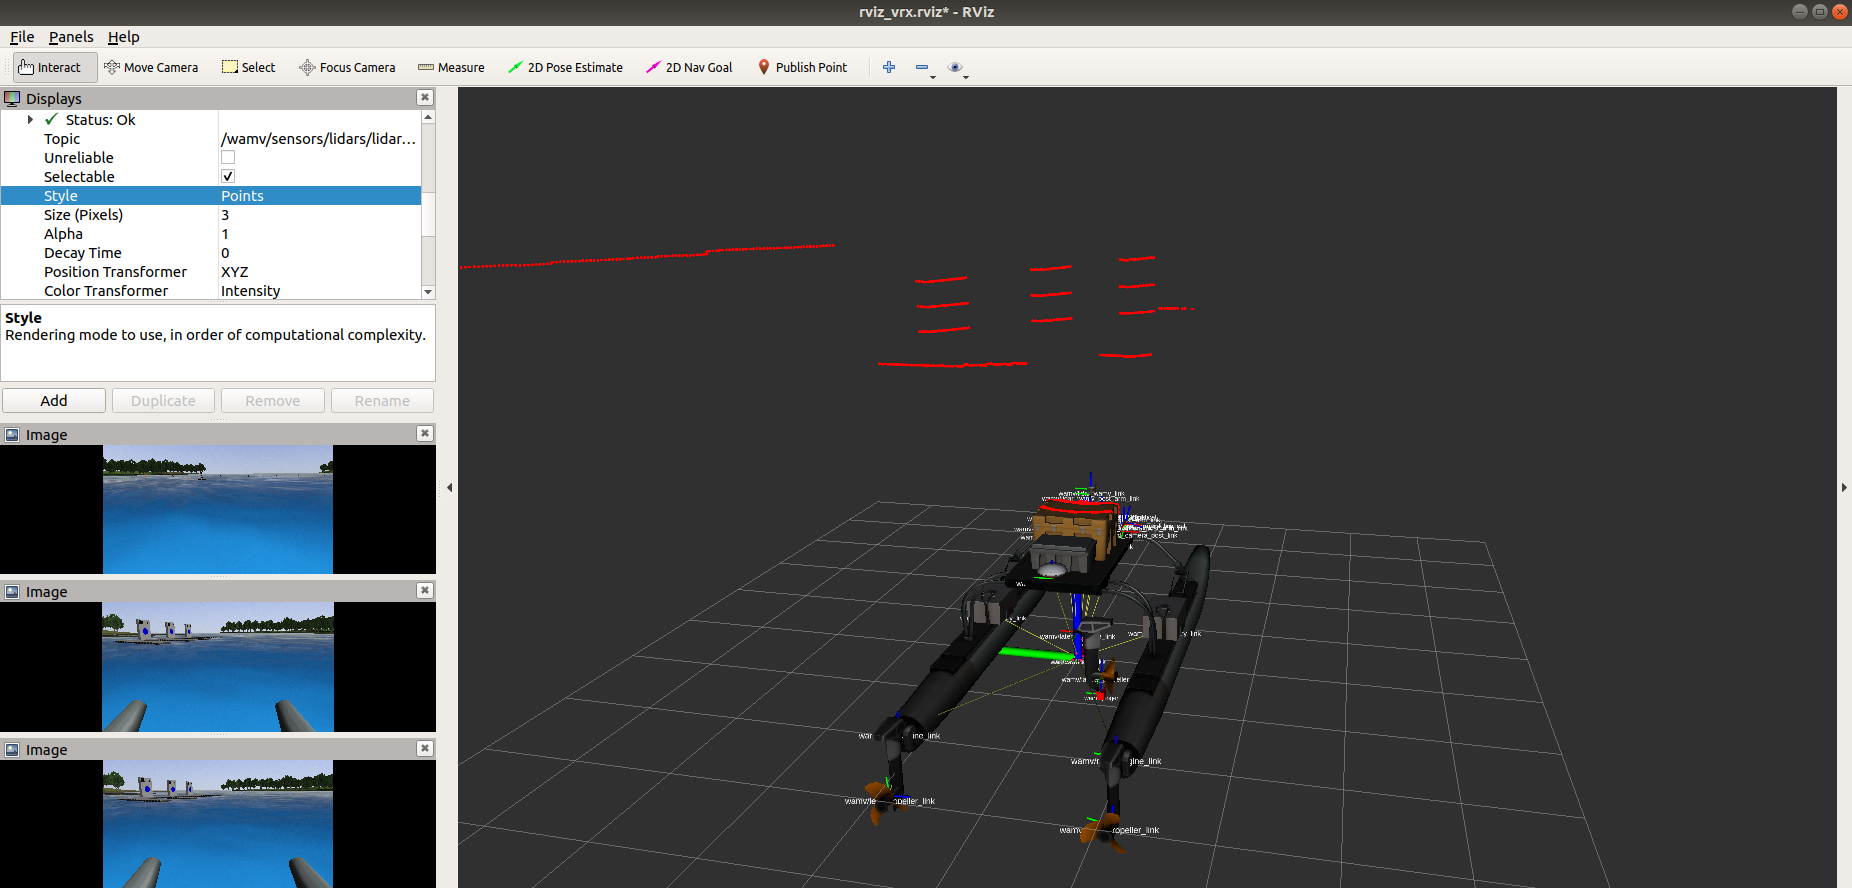 rviz_vrx.rviz* - RViz
File Panels Help
Interact Move Camera Select Focus Camera Measure 2D Pose Estimate 2D Nav Goal Publish Point
Displays
Status: Ok
Topic /wamv/sensors/lidars/lidar...
Unreliable
Selectable
Style Points
Size (Pixels) 3
Alpha 1
Decay Time 0
Position Transformer XYZ
Color Transformer Intensity
Style
Rendering mode to use, in order of computational complexity.
Add Duplicate Remove Rename
Image
Image
Image